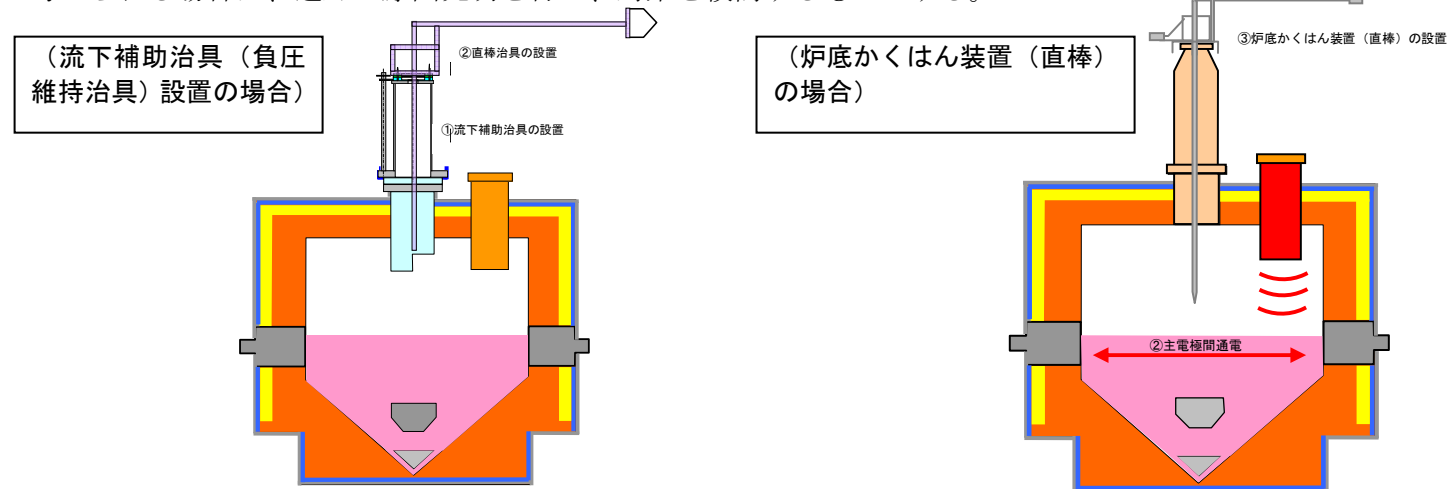 （流下補助治具（負圧
維持治具）設置の場合）
②直棒治具の設置
①流下補助治具の設置
（炉底かくはん装置（直棒）
の場合）
③炉底かくはん装置（直棒）の設置
②主電極間通電